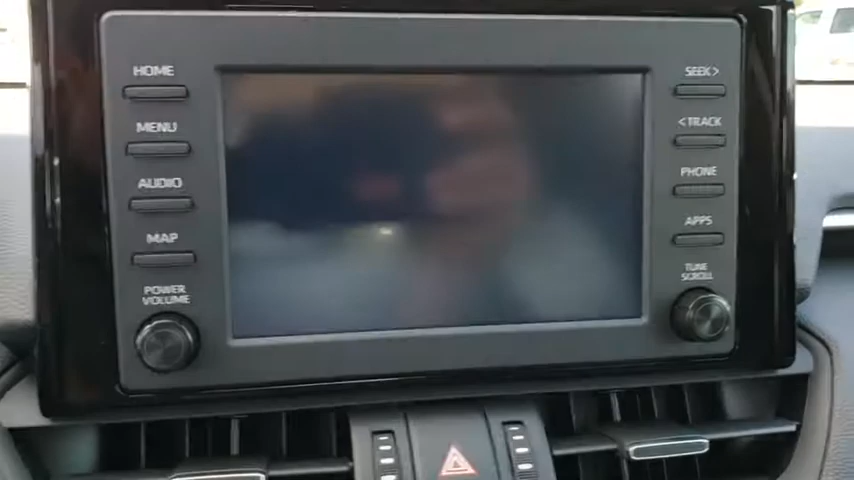 HOME
MENU
AUDIO
MAP
POWER
VOLUME
SEEK>
<TRACK
PHONE
APPS
TUNE
SCROLL